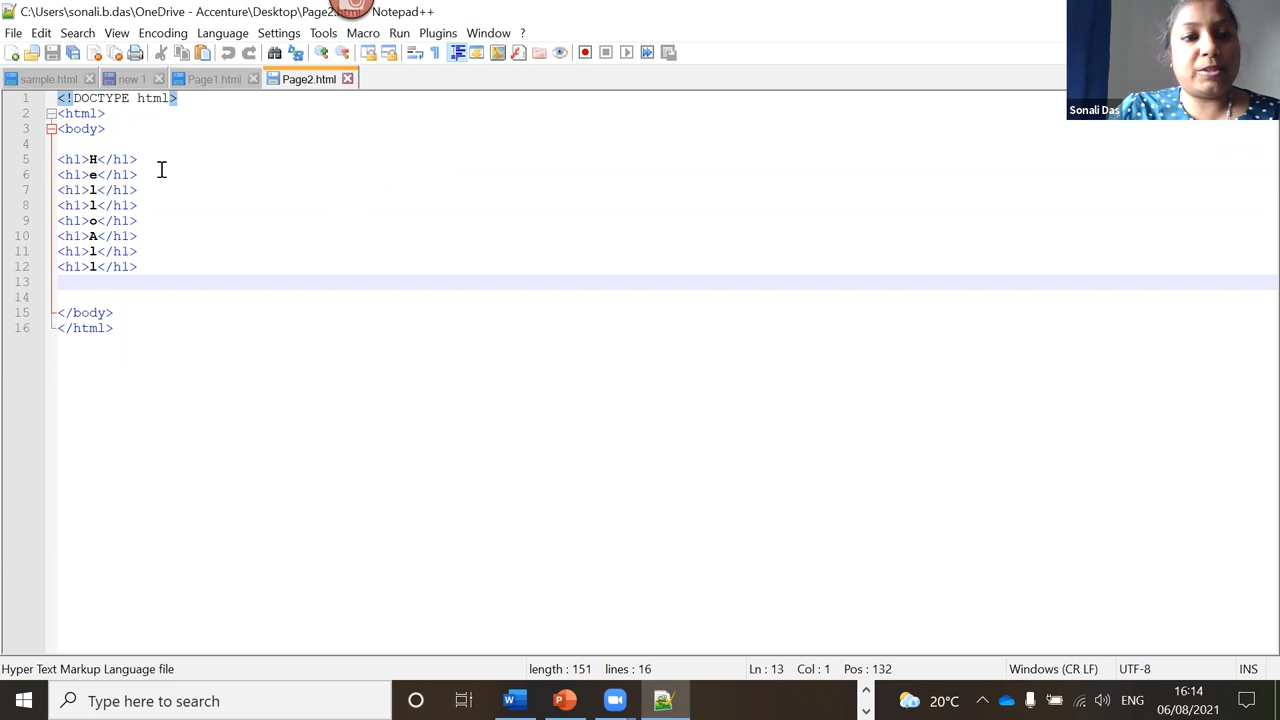 C:\Users\sonali.b.das\OneDrive - Accenture\Desktop\Page2.html - Notepad++
File Edit Search View Encoding Language Settings Tools Macro Run Plugins Window ?
sample.html new 1 Page1.html Page2.html
Sonali Das
1 <!DOCTYPE html>
2 <html>
3 <body>
4
5 <h1>H</h1>
6 <h1>e</h1>
7 <h1>l</h1>
8 <h1>l</h1>
9 <h1>o</h1>
10 <h1>A</h1>
11 <h1>l</h1>
12 <h1>l</h1>
13
14
15 </body>
16 </html>
Hyper Text Markup Language file length : 151 lines : 16 Ln : 13 Col : 1 Pos : 132 Windows (CR LF) UTF-8 INS
Type here to search 20°C ENG 16:14
06/08/2021